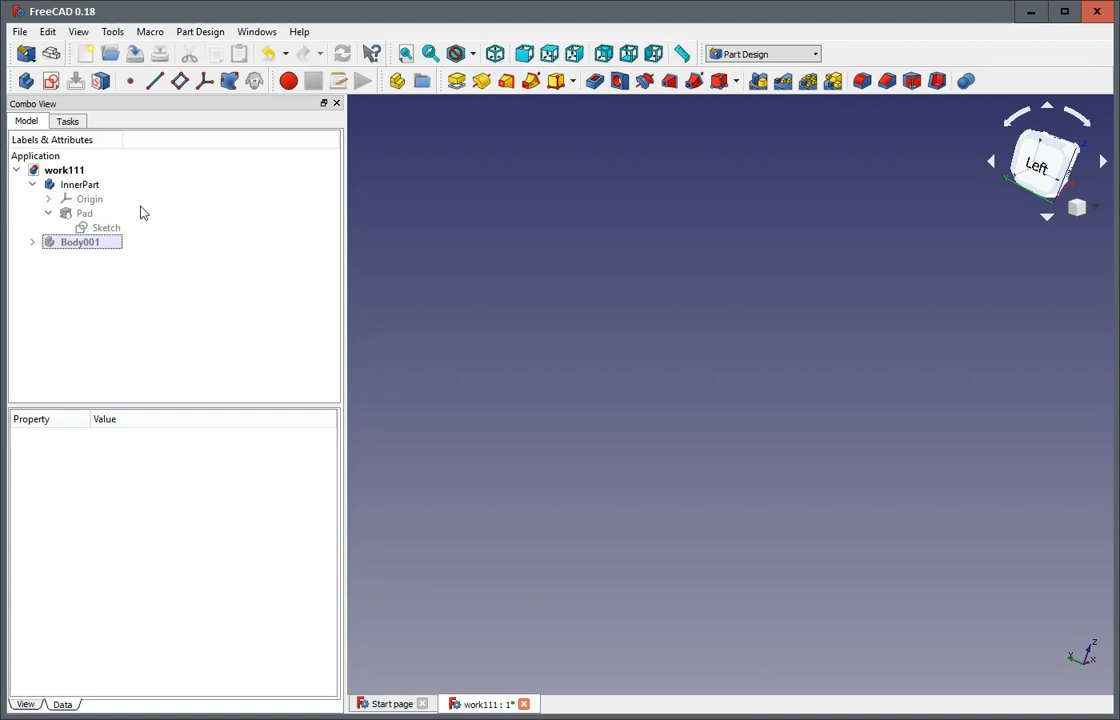 FreeCAD 0.18
File Edit View Tools Macro Part Design Windows Help
Part Design
Combo View
Model Tasks
Labels & Attributes
Application
work111
InnerPart
Origin
Pad
Sketch
Body001
Property Value
View Data
Start page work111 : 1*
Left
Z
Y
X